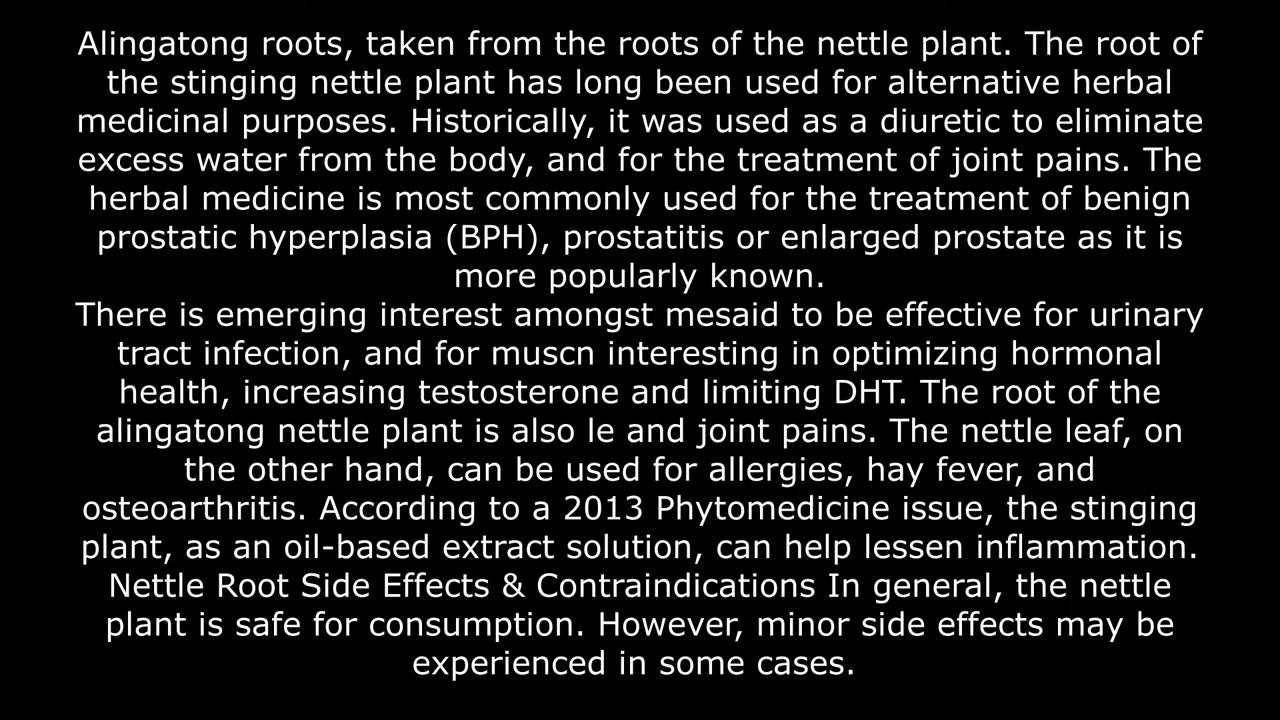 Alingatong roots, taken from the roots of the nettle plant. The root of
the stinging nettle plant has long been used for alternative herbal
medicinal purposes. Historically, it was used as a diuretic to eliminate
excess water from the body, and for the treatment of joint pains. The
herbal medicine is most commonly used for the treatment of benign
prostatic hyperplasia (BPH), prostatitis or enlarged prostate as it is
more popularly known.
There is emerging interest amongst mesaid to be effective for urinary
tract infection, and for muscn interesting in optimizing hormonal
health, increasing testosterone and limiting DHT. The root of the
alingatong nettle plant is also le and joint pains. The nettle leaf, on
the other hand, can be used for allergies, hay fever, and
osteoarthritis. According to a 2013 Phytomedicine issue, the stinging
plant, as an oil-based extract solution, can help lessen inflammation.
Nettle Root Side Effects & Contraindications In general, the nettle
plant is safe for consumption. However, minor side effects may be
experienced in some cases.